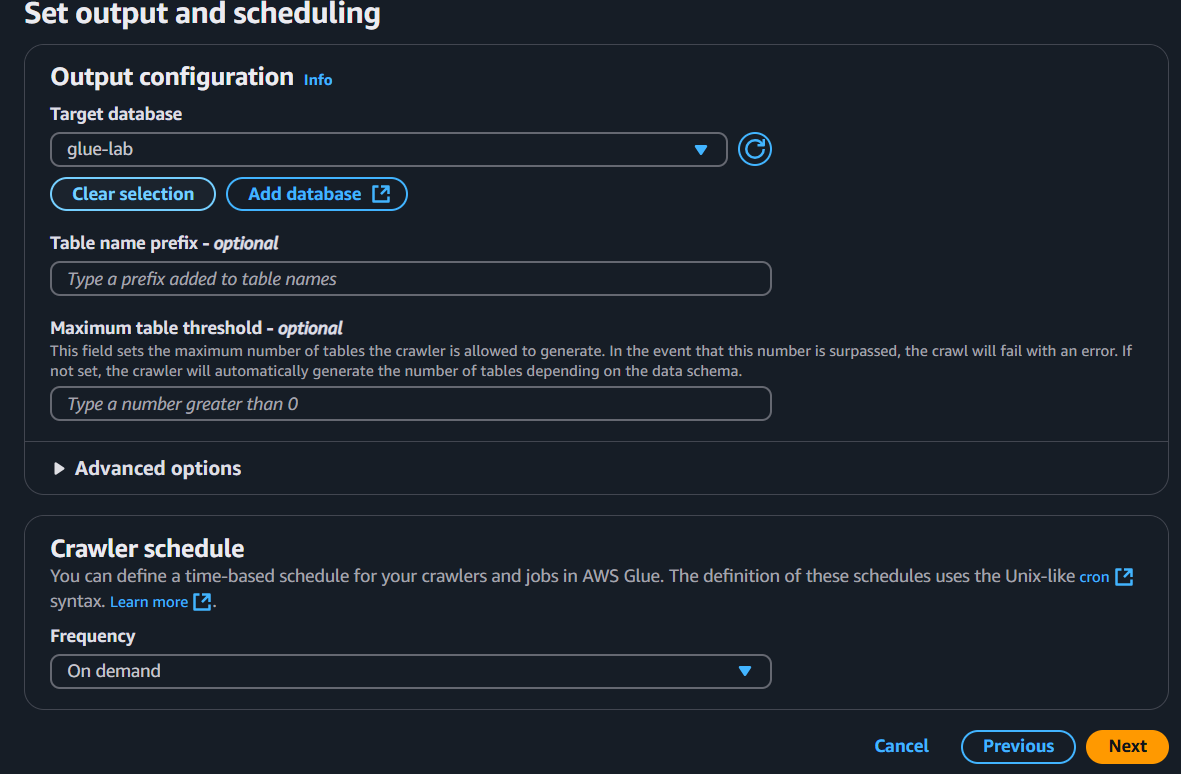 Set output and scheduling
Output configuration Info
Target database
glue-lab
Clear selection Add database
Table name prefix - optional
Type a prefix added to table names
Maximum table threshold - optional
This field sets the maximum number of tables the crawler is allowed to generate. In the event that this number is surpassed, the crawl will fail with an error. If
not set, the crawler will automatically generate the number of tables depending on the data schema.
Type a number greater than 0
Advanced options
Crawler schedule
You can define a time-based schedule for your crawlers and jobs in AWS Glue. The definition of these schedules uses the Unix-like cron
syntax. Learn more.
Frequency
On demand
Cancel Previous Next